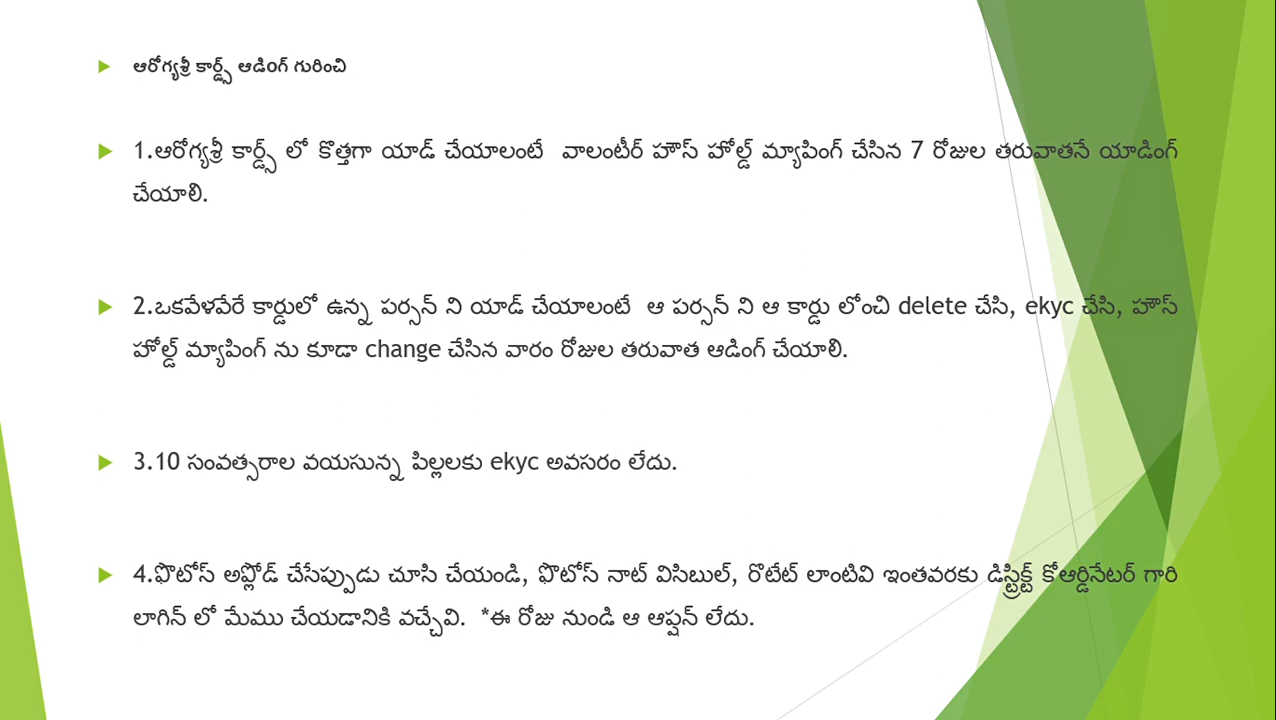 ఆరోగ్యశ్రీ కార్డ్స్ ఆడింగ్ గురించి
1.ఆరోగ్యశ్రీ కార్డ్స్ లో కొత్తగా యాడ్ చేయాలంటే వాలంటీర్ హౌస్ హోల్డ్ మ్యాపింగ్ చేసిన 7 రోజుల తరువాతనే యాడింగ్
చేయాలి.
2.ఒకవేళవేరే కార్డులో ఉన్న పర్సన్ ని యాడ్ చేయాలంటే ఆ పర్సన్ ని ఆ కార్డు లోంచి delete చేసి, ekyc చేసి, హౌస్
హోల్డ్ మ్యాపింగ్ ను కూడా change చేసిన వారం రోజుల తరువాత ఆడింగ్ చేయాలి.
3.10 సంవత్సరాల వయసున్న పిల్లలకు ekyc అవసరం లేదు.
4.ఫొటోస్ అప్లోడ్ చేసేప్పుడు చూసి చేయండి, ఫొటోస్ నాట్ విసిబుల్, రొటేట్ లాంటివి ఇంతవరకు డిస్ట్రిక్ట్ కోఆర్డినేటర్ గారి
లాగిన్ లో మేము చేయడానికి వచ్చేవి. *ఈ రోజు నుండి ఆ ఆప్షన్ లేదు.